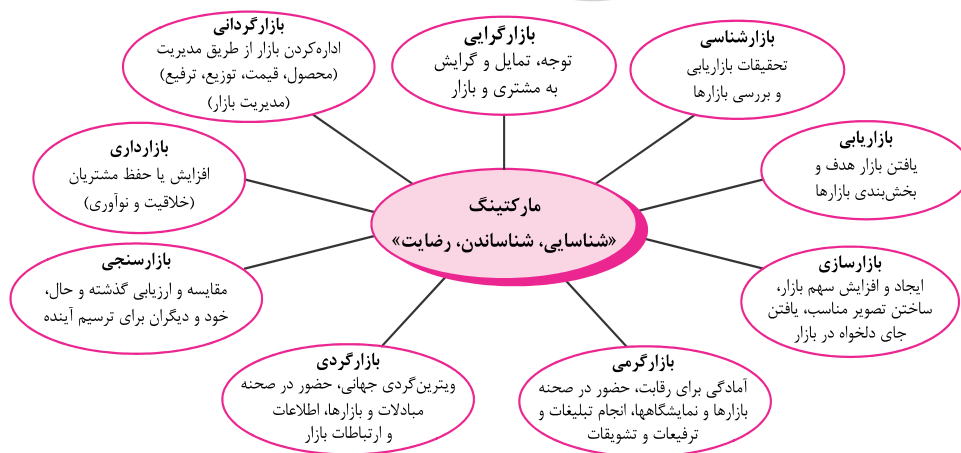 بازارگرایی
توجه، تمایل و گرایش
به مشتری و بازار
بازارشناسی
تحقیقات بازاریابی
و بررسی بازارها
بازاریابی
یافتن بازار هدف و
بخش‌بندی بازارها
بازارسازی
ایجاد و افزایش سهم بازار،
ساختن تصویر مناسب، یافتن
جای دلخواه در بازار
بازارگرمی
آمادگی برای رقابت، حضور در صحنه
بازارها و نمایشگاهها، انجام تبلیغات و
ترفیعات و تشویقات
بازارگردی
ویترین‌گردی جهانی، حضور در صحنه
مبادلات و بازارها، اطلاعات
و ارتباطات بازار
بازارسنجی
مقایسه و ارزیابی گذشته و حال،
خود و دیگران برای ترسیم آینده
بازارداری
افزایش یا حفظ مشتریان
(خلاقیت و نوآوری)
بازارگردانی
اداره‌کردن بازار از طریق مدیریت
(محصول، قیمت، توزیع، ترفیع)
(مدیریت بازار)
مارکتینگ
«شناسایی، شناساندن، رضایت»